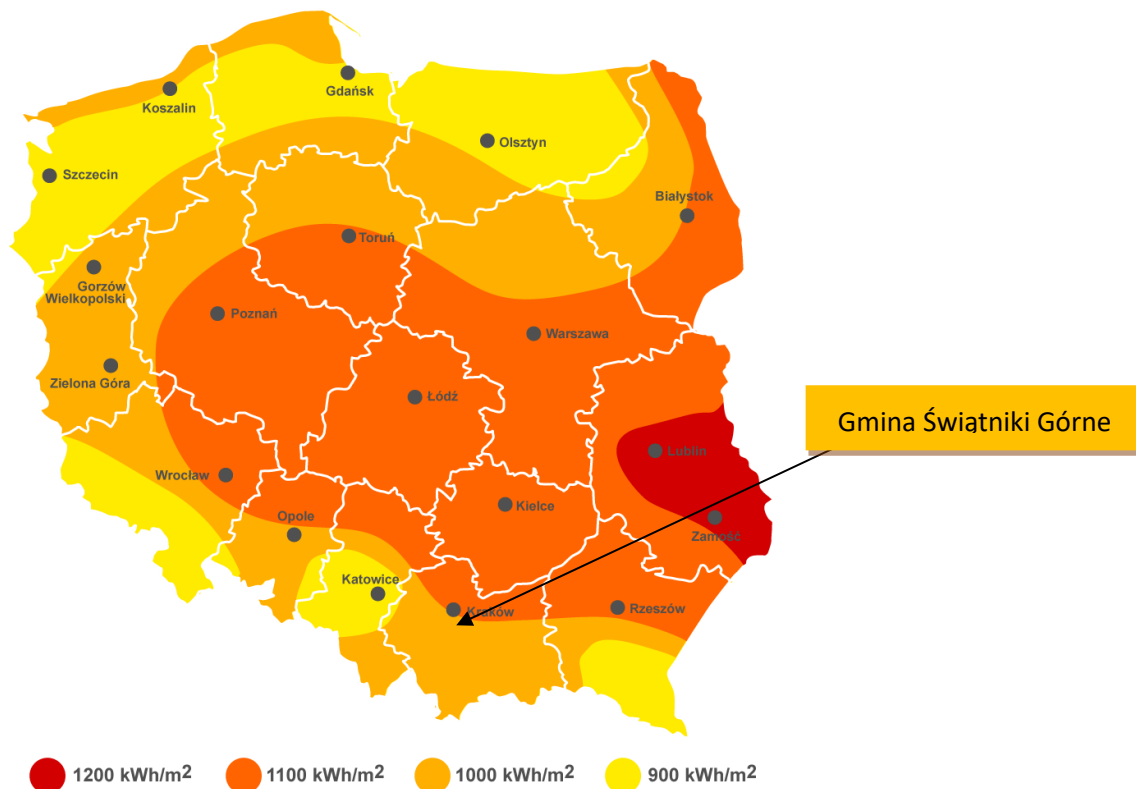 Gdańsk
Koszalin
Olsztyn
Szczecin
Białystok
Toruń
Gorzów
Wielkopolski
Poznań
Warszawa
Zielona Góra
Łódź
Gmina Świątniki Górne
Lublin
Wrocław
Kielce
Opole
Zamość
Katowice
Kraków
Rzeszów
1200 kWh/m²
1100 kWh/m²
1000 kWh/m²
900 kWh/m²